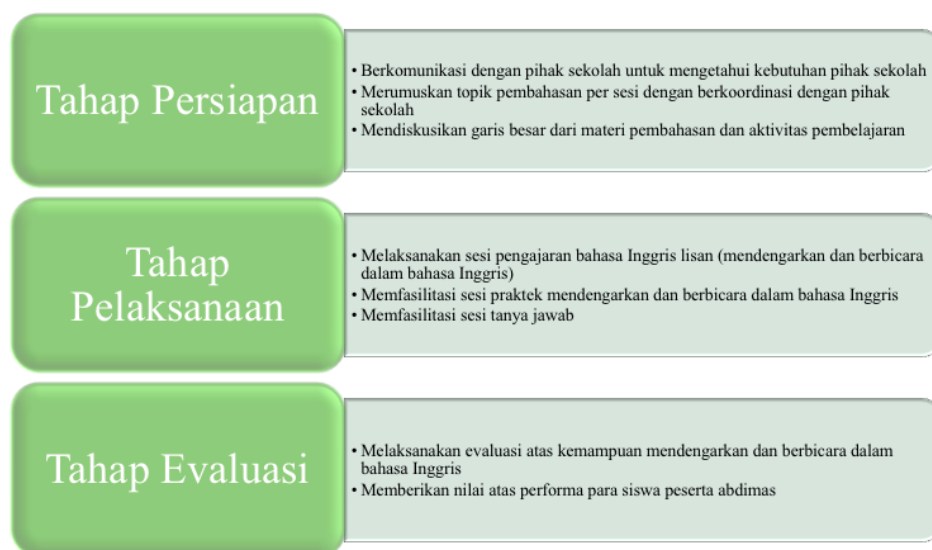 Tahap Persiapan
• Berkomunikasi dengan pihak sekolah untuk mengetahui kebutuhan pihak sekolah
• Merumuskan topik pembahasan per sesi dengan berkoordinasi dengan pihak
sekolah
• Mendiskusikan garis besar dari materi pembahasan dan aktivitas pembelajaran
Tahap
Pelaksanaan
• Melaksanakan sesi pengajaran bahasa Inggris lisan (mendengarkan dan berbicara
dalam bahasa Inggris)
• Memfasilitasi sesi praktek mendengarkan dan berbicara dalam bahasa Inggris
• Memfasilitasi sesi tanya jawab
Tahap Evaluasi
• Melaksanakan evaluasi atas kemampuan mendengarkan dan berbicara dalam
bahasa Inggris
• Memberikan nilai atas performa para siswa peserta abdimas